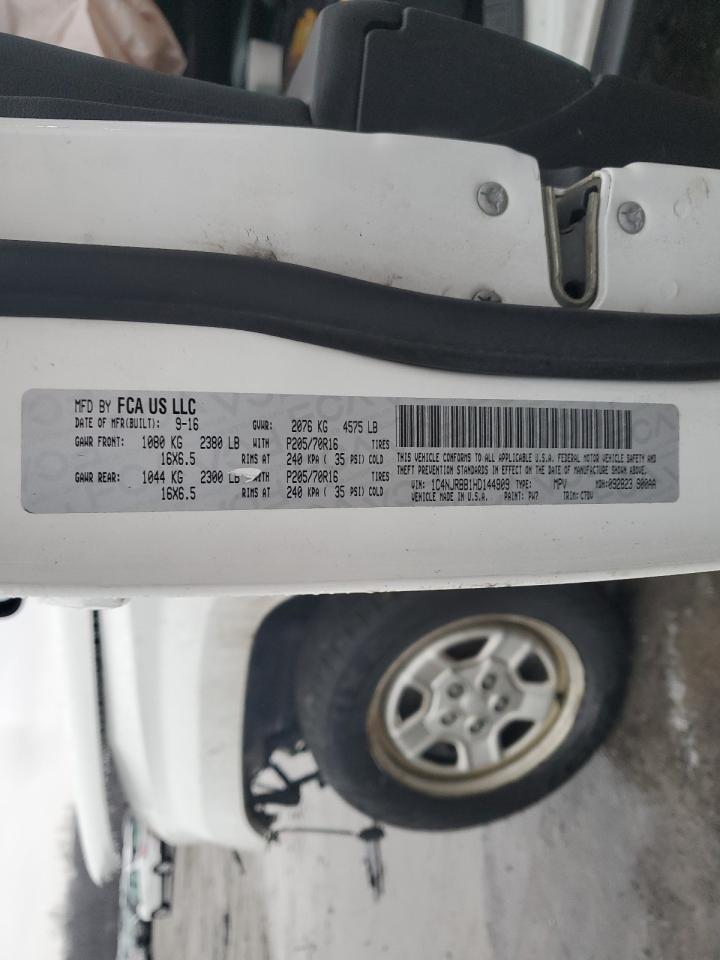 MFD BY FCA US LLC
DATE OF MFR(BUILT): 9-16 GVWR: 2076 KG 4575 LB
GAWR FRONT: 1080 KG 2380 LB WITH P205/70R16 TIRES
16X6.5 RIMS AT 240 KPA ( 35 PSI) COLD
GAWR REAR: 1044 KG 2300 LB WITH P205/70R16 TIRES
16X6.5 RIMS AT 240 KPA ( 35 PSI) COLD
THIS VEHICLE CONFORMS TO ALL APPLICABLE U.S.A. FEDERAL MOTOR VEHICLE SAFETY AND
THEFT PREVENTION STANDARDS IN EFFECT ON THE DATE OF MANUFACTURE SHOWN ABOVE.
VIN: 1C4NJRBB1HD144909 TYPE: MPV MDH:092823 900AA
VEHICLE MADE IN U.S.A. PAINT: PW7 TRIM: CTDV